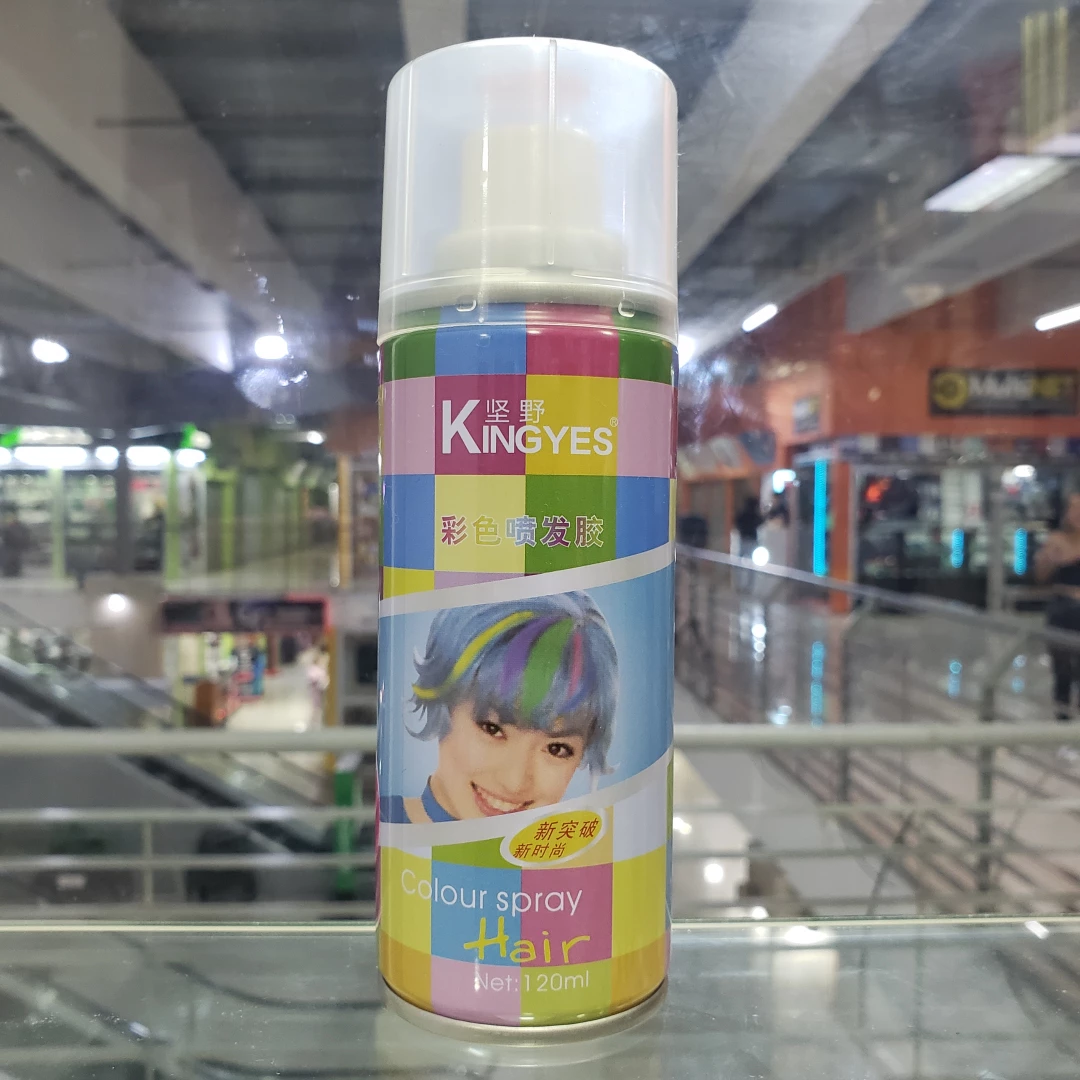 坚野
KINGYES®
彩色喷发胶
新突破
新时尚
Colour spray
Hair
Net:120ml